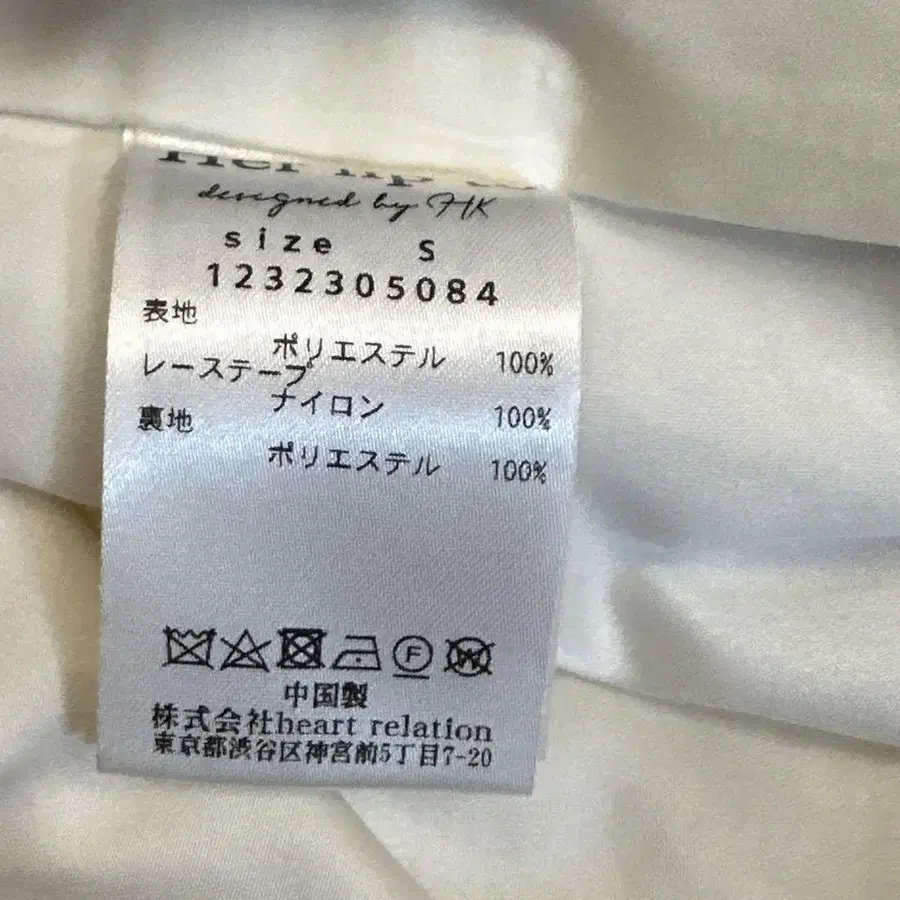 designed by HK
size S
1232305084
表地
ポリエステル 100%
レーステープ
ナイロン 100%
裏地
ポリエステル 100%
F W
中国製
株式会社heart relation
東京都渋谷区神宮前5丁目7-20